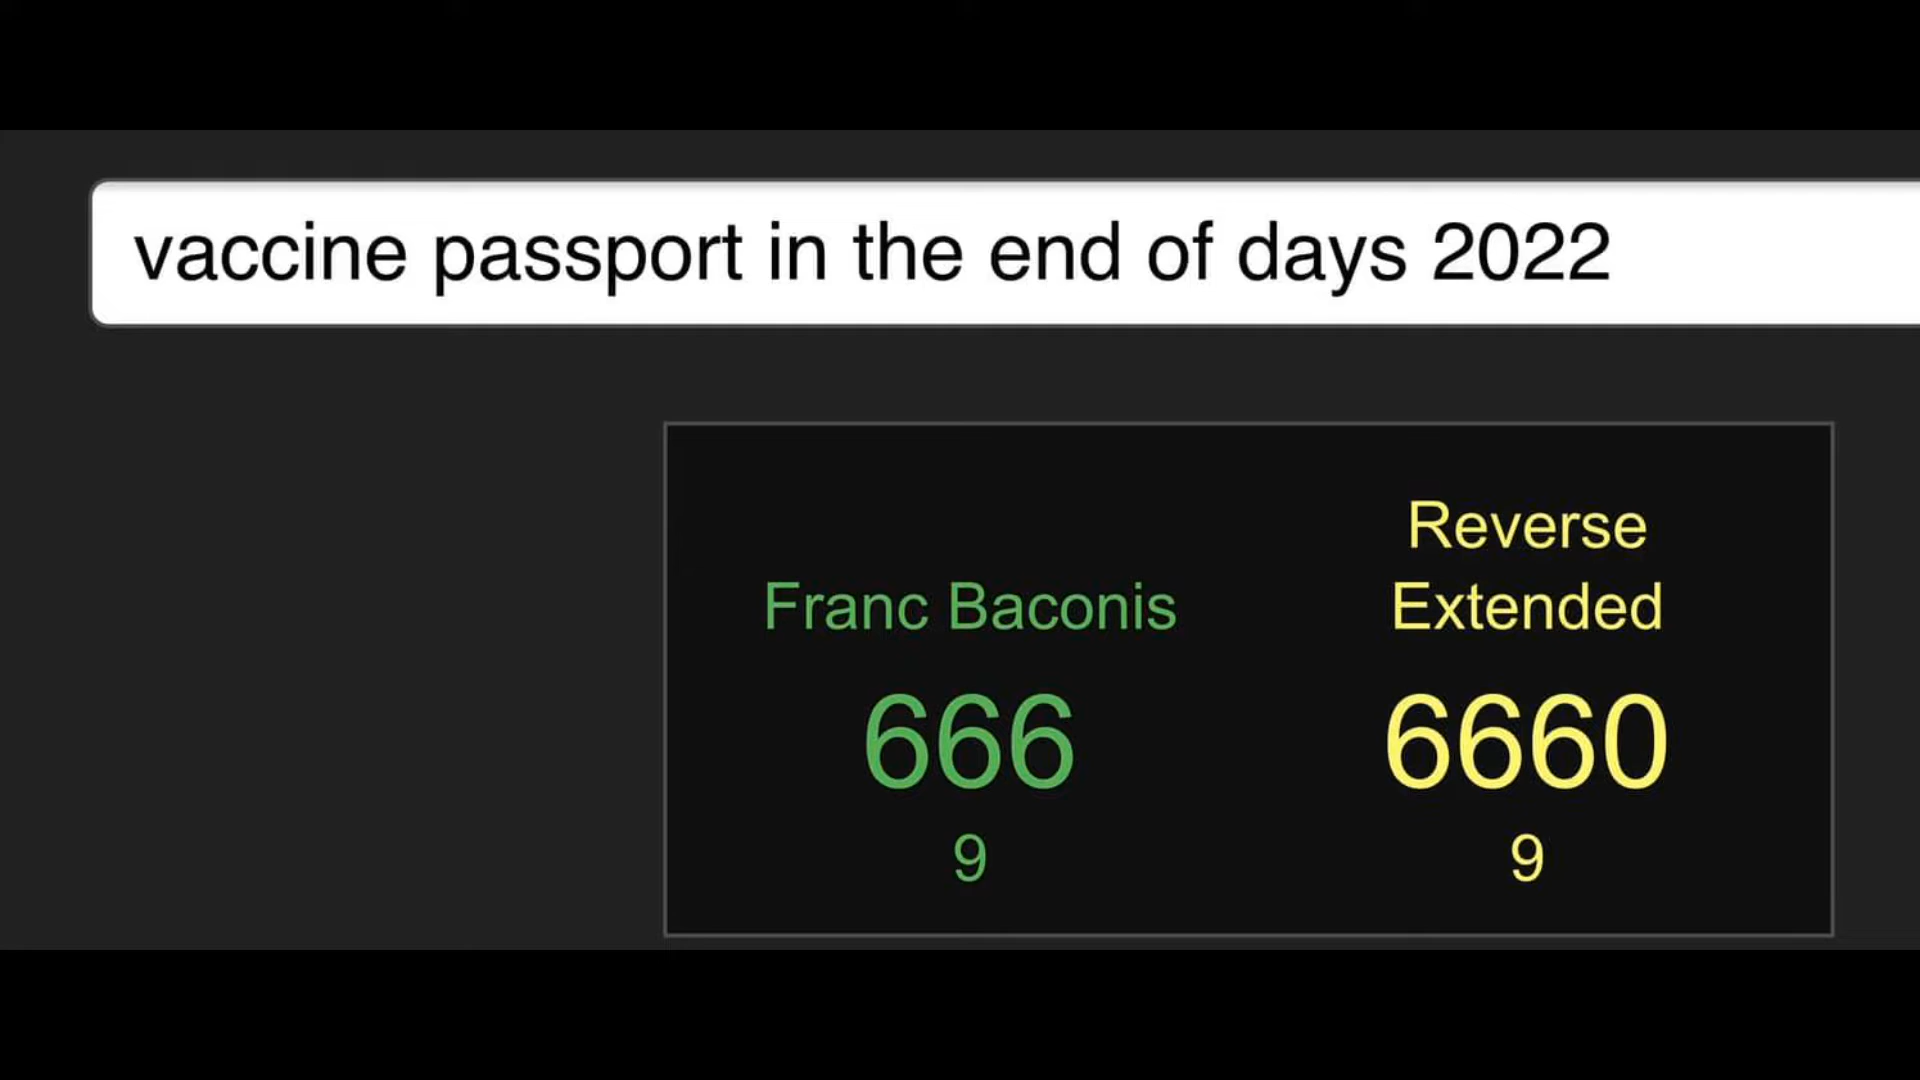 vaccine passport in the end of days 2022
Reverse
Franc Baconis Extended
666 6660
9 9